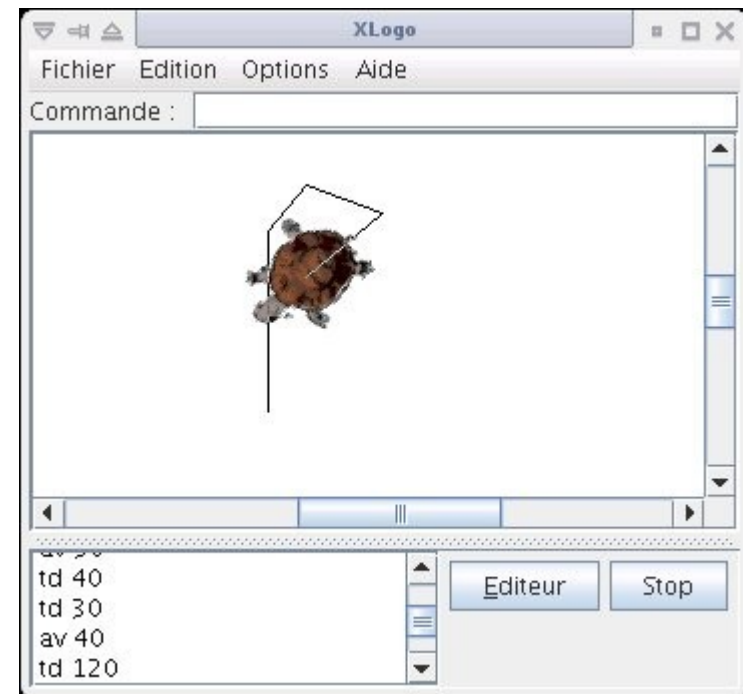 XLogo
Fichier Edition Options Aide
Commande :
td 40
td 30
av 40
td 120
Editeur Stop